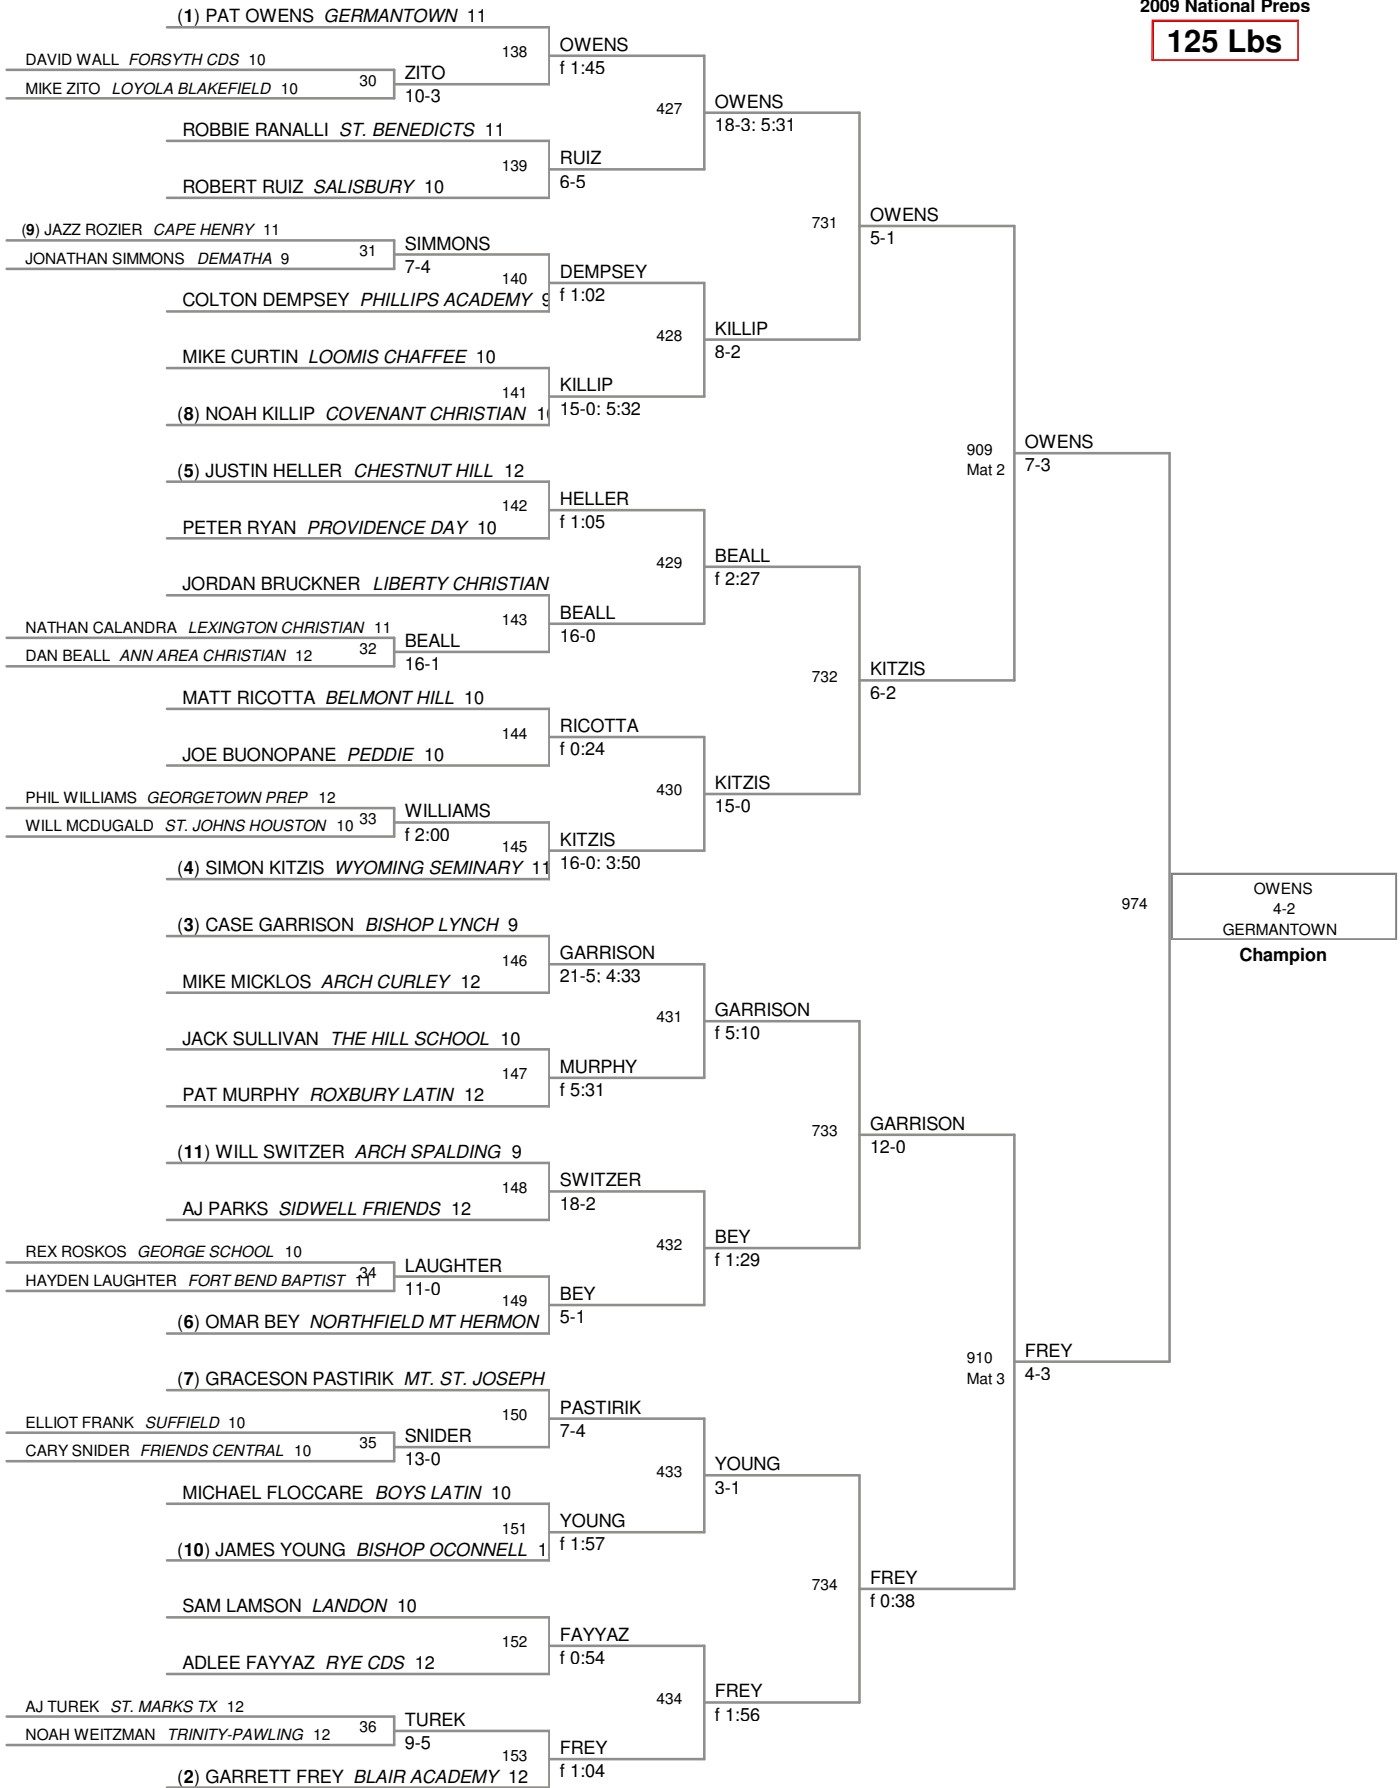 2009 National Preps
125 Lbs
(1) PAT OWENS GERMANTOWN 11
138
OWENS
f 1:45
DAVID WALL FORSYTH CDS 10
30
ZITO
10-3
MIKE ZITO LOYOLA BLAKEFIELD 10
427
OWENS
18-3: 5:31
ROBBIE RANALLI ST. BENEDICTS 11
139
RUIZ
6-5
ROBERT RUIZ SALISBURY 10
731
OWENS
5-1
(9) JAZZ ROZIER CAPE HENRY 11
31
SIMMONS
7-4
JONATHAN SIMMONS DEMATHA 9
140
DEMPSEY
f 1:02
COLTON DEMPSEY PHILLIPS ACADEMY 9
428
KILLIP
8-2
MIKE CURTIN LOOMIS CHAFFEE 10
141
KILLIP
15-0: 5:32
(8) NOAH KILLIP COVENANT CHRISTIAN 10
909
Mat 2
OWENS
7-3
(5) JUSTIN HELLER CHESTNUT HILL 12
142
HELLER
f 1:05
PETER RYAN PROVIDENCE DAY 10
429
BEALL
f 2:27
JORDAN BRUCKNER LIBERTY CHRISTIAN
143
BEALL
16-0
NATHAN CALANDRA LEXINGTON CHRISTIAN 11
32
BEALL
16-1
DAN BEALL ANN AREA CHRISTIAN 12
732
KITZIS
6-2
MATT RICOTTA BELMONT HILL 10
144
RICOTTA
f 0:24
JOE BUONOPANE PEDDIE 10
430
KITZIS
15-0
PHIL WILLIAMS GEORGETOWN PREP 12
33
WILLIAMS
f 2:00
WILL MCDUGALD ST. JOHNS HOUSTON 10
145
KITZIS
16-0: 3:50
(4) SIMON KITZIS WYOMING SEMINARY 11
974
OWENS
4-2
GERMANTOWN
Champion
(3) CASE GARRISON BISHOP LYNCH 9
146
GARRISON
21-5: 4:33
MIKE MICKLOS ARCH CURLEY 12
431
GARRISON
f 5:10
JACK SULLIVAN THE HILL SCHOOL 10
147
MURPHY
f 5:31
PAT MURPHY ROXBURY LATIN 12
733
GARRISON
12-0
(11) WILL SWITZER ARCH SPALDING 9
148
SWITZER
18-2
AJ PARKS SIDWELL FRIENDS 12
432
BEY
f 1:29
REX ROSKOS GEORGE SCHOOL 10
34
LAUGHTER
11-0
HAYDEN LAUGHTER FORT BEND BAPTIST 11
149
BEY
5-1
(6) OMAR BEY NORTHFIELD MT HERMON
910
Mat 3
FREY
4-3
(7) GRACESON PASTIRIK MT. ST. JOSEPH
150
PASTIRIK
7-4
ELLIOT FRANK SUFFIELD 10
35
SNIDER
13-0
CARY SNIDER FRIENDS CENTRAL 10
433
YOUNG
3-1
MICHAEL FLOCCARE BOYS LATIN 10
151
YOUNG
f 1:57
(10) JAMES YOUNG BISHOP OCONNELL 1
734
FREY
f 0:38
SAM LAMSON LANDON 10
152
FAYYAZ
f 0:54
ADLEE FAYYAZ RYE CDS 12
434
FREY
f 1:56
AJ TUREK ST. MARKS TX 12
36
TUREK
9-5
NOAH WEITZMAN TRINITY-PAWLING 12
153
FREY
f 1:04
(2) GARRETT FREY BLAIR ACADEMY 12